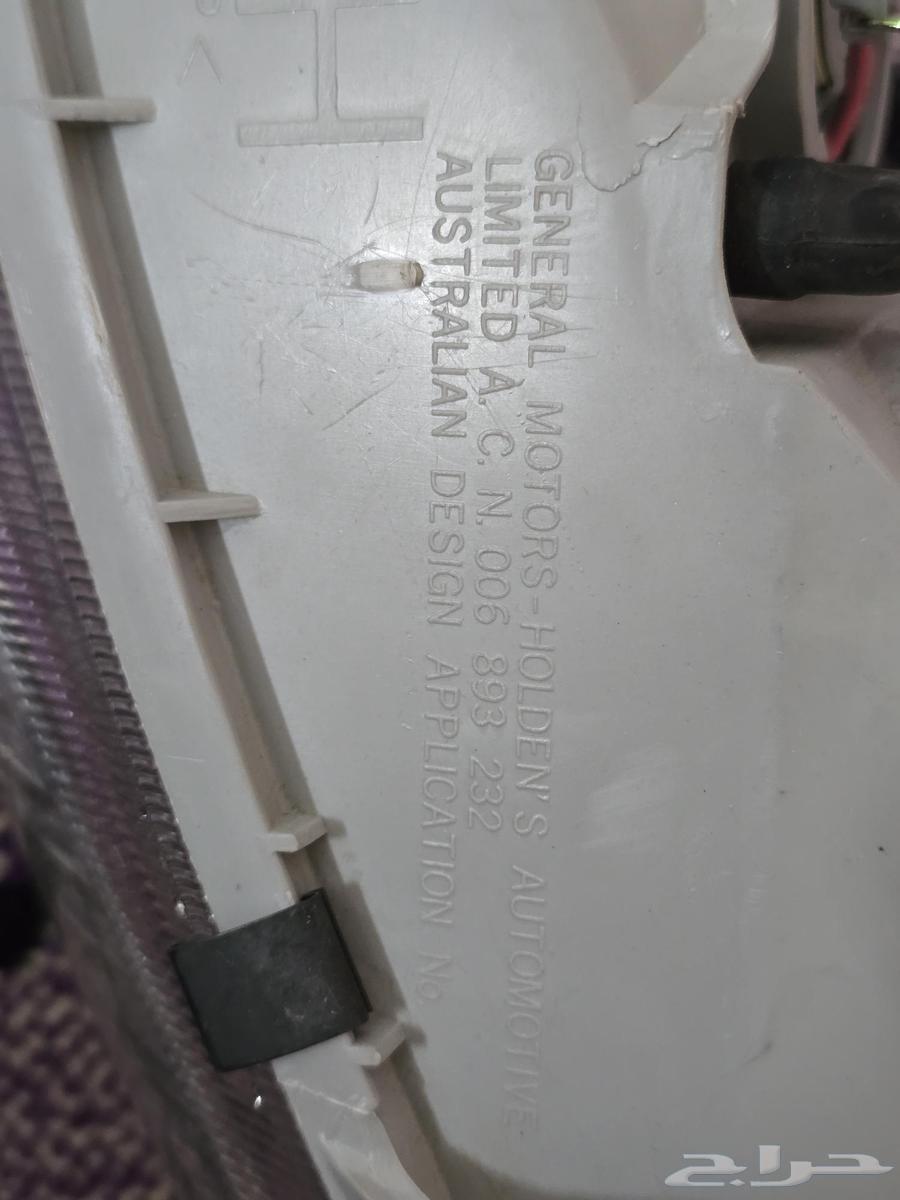 H
GENERAL MOTORS-HOLDEN'S AUTOMOTIVE
LIMITED A. C. N. 006 893 232
AUSTRALIAN DESIGN APPLICATION No.
حراج